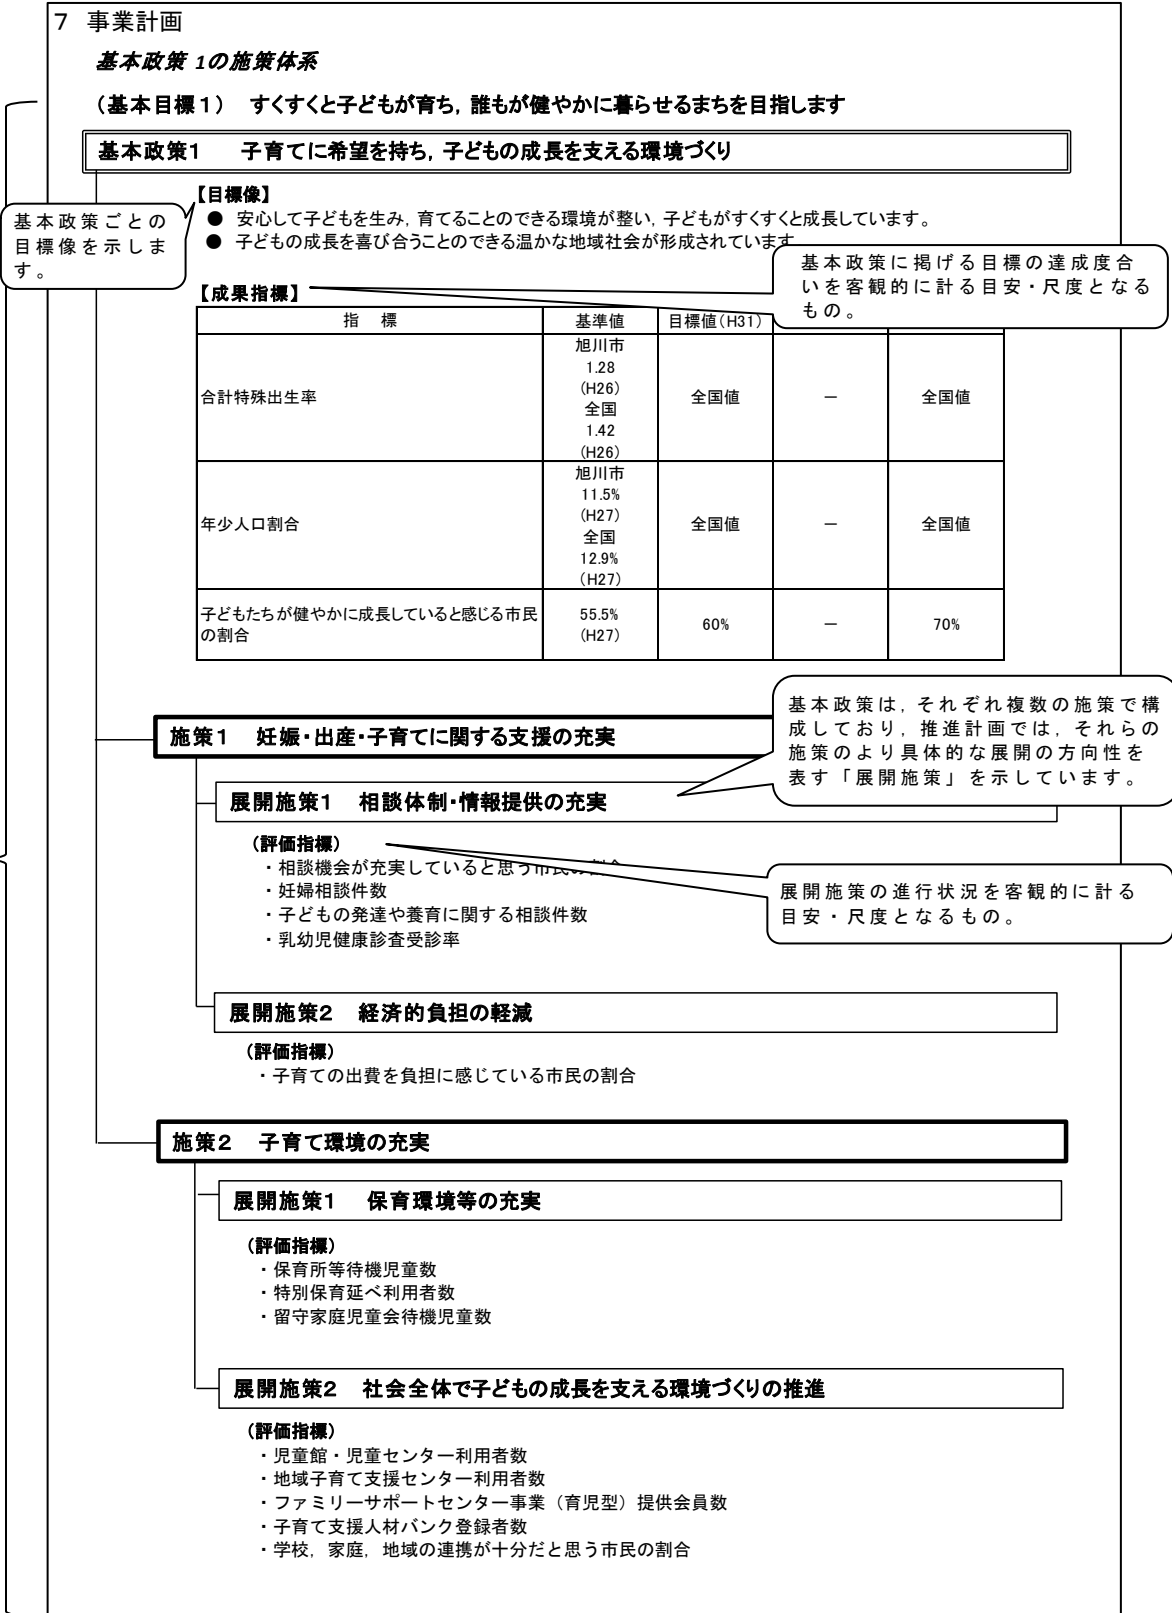 7 事業計画
基本政策 1の施策体系
(基本目標1) すくすくと子どもが育ち,誰もが健やかに暮らせるまちを目指します
基本政策1 子育てに希望を持ち,子どもの成長を支える環境づくり
基本政策ごとの
目標像を示しま
す。
【目標像】
● 安心して子どもを生み,育てることのできる環境が整い,子どもがすくすくと成長しています。
● 子どもの成長を喜び合うことのできる温かな地域社会が形成されています
基本政策に掲げる目標の達成度合
いを客観的に計る目安・尺度となる
もの。
【成果指標】
指 標 基準値 目標値(H31)
合計特殊出生率
旭川市
1.28
(H26)
全国
1.42
(H26)
全国値 － 全国値
年少人口割合
旭川市
11.5%
(H27)
全国
12.9%
(H27)
全国値 － 全国値
子どもたちが健やかに成長していると感じる市民
の割合
55.5%
(H27)
60% － 70%
基本政策は,それぞれ複数の施策で構
成しており,推進計画では,それらの
施策のより具体的な展開の方向性を
表す「展開施策」を示しています。
施策1 妊娠・出産・子育てに関する支援の充実
展開施策1 相談体制・情報提供の充実
(評価指標)
・相談機会が充実していると思う市民の割合
・妊婦相談件数
・子どもの発達や養育に関する相談件数
・乳幼児健康診査受診率
展開施策の進行状況を客観的に計る
目安・尺度となるもの。
展開施策2 経済的負担の軽減
(評価指標)
・子育ての出費を負担に感じている市民の割合
施策2 子育て環境の充実
展開施策1 保育環境等の充実
(評価指標)
・保育所等待機児童数
・特別保育延べ利用者数
・留守家庭児童会待機児童数
展開施策2 社会全体で子どもの成長を支える環境づくりの推進
(評価指標)
・児童館・児童センター利用者数
・地域子育て支援センター利用者数
・ファミリーサポートセンター事業（育児型）提供会員数
・子育て支援人材バンク登録者数
・学校,家庭,地域の連携が十分だと思う市民の割合